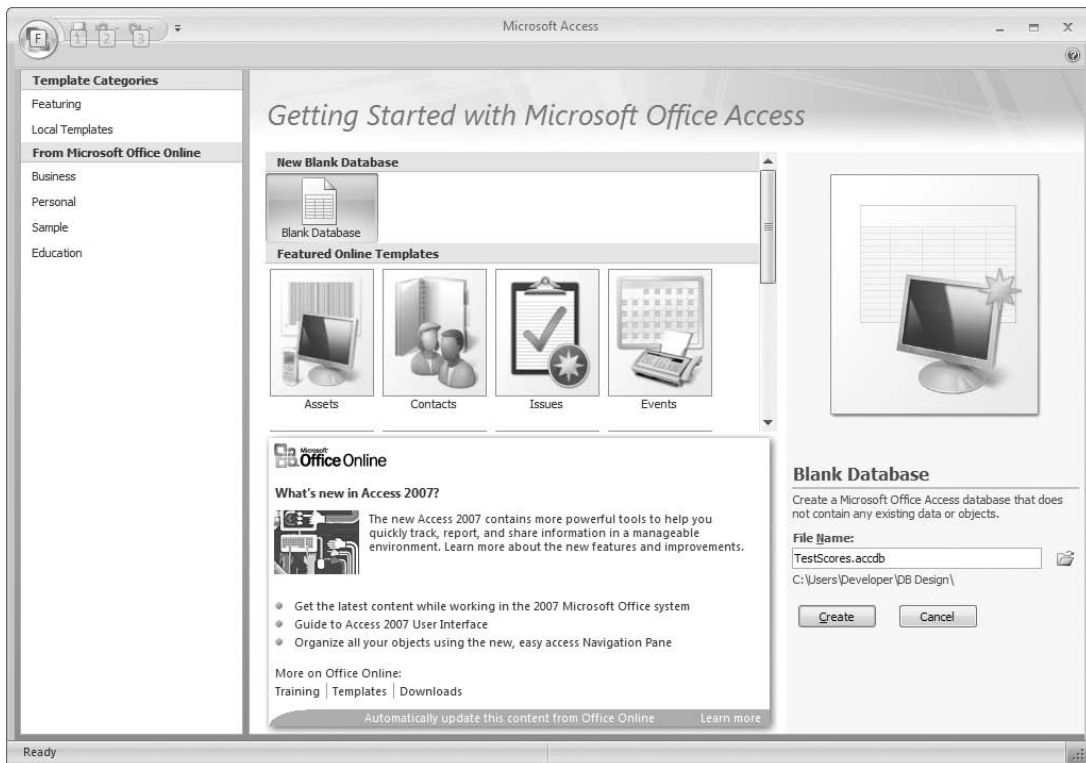 Microsoft Access
F
1 2 3
Template Categories
Featuring
Local Templates
From Microsoft Office Online
Business
Personal
Sample
Education
Getting Started with Microsoft Office Access
New Blank Database
Blank Database
Featured Online Templates
Assets
Contacts
Issues
Events
Microsoft
Office Online
What's new in Access 2007?
The new Access 2007 contains more powerful tools to help you
quickly track, report, and share information in a manageable
environment. Learn more about the new features and improvements.
Get the latest content while working in the 2007 Microsoft Office system
Guide to Access 2007 User Interface
Organize all your objects using the new, easy access Navigation Pane
More on Office Online:
Training | Templates | Downloads
Automatically update this content from Office Online
Learn more
Blank Database
Create a Microsoft Office Access database that does
not contain any existing data or objects.
File Name:
TestScores.accdb
C:\Users\Developer\DB Design\
Create
Cancel
Ready